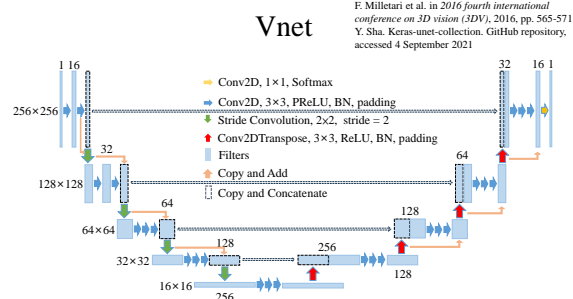 Vnet
F. Milletari et al. in 2016 fourth international
conference on 3D vision (3DV), 2016, pp. 565-571
Y. Sha. Keras-unet-collection. GitHub repository,
accessed 4 September 2021
1 16
32 16 1
256×256
Conv2D, 1×1, Softmax
Conv2D, 3×3, PReLU, BN, padding
Stride Convolution, 2x2, stride = 2
Conv2DTranspose, 3×3, ReLU, BN, padding
Filters
Copy and Add
Copy and Concatenate
32
64
128×128
64
128
64×64
128
256
32×32
128
16×16
256